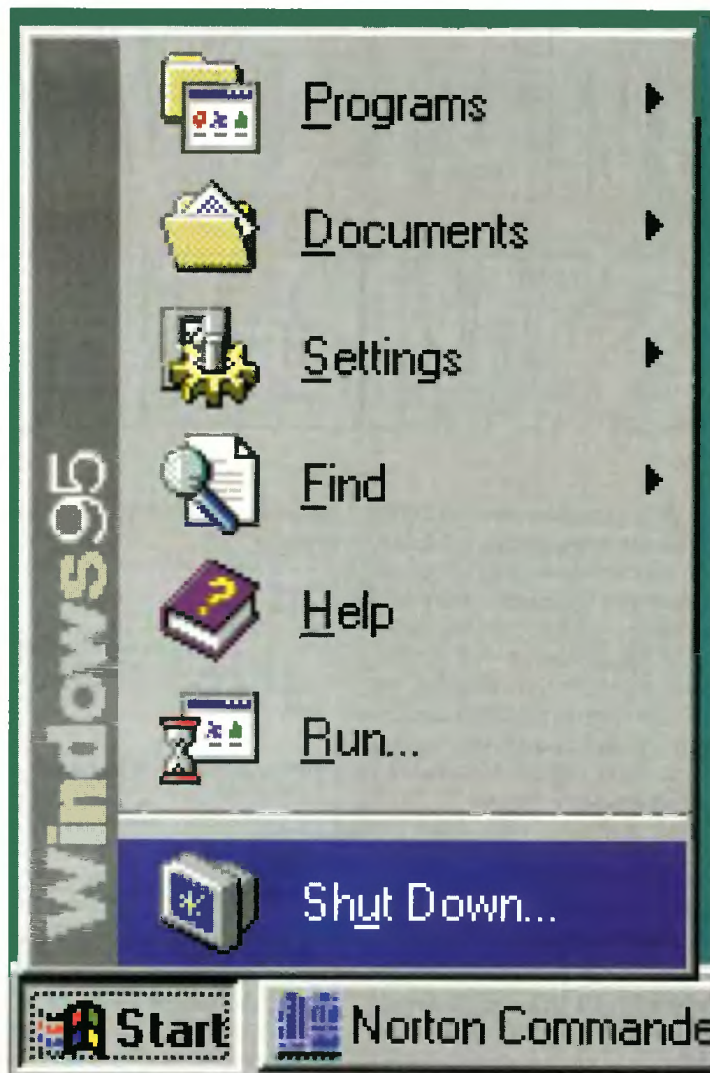 Programs
Documents
Settings
Find
Help
Run...
Shut Down...
Windows95
Start
Norton Commande